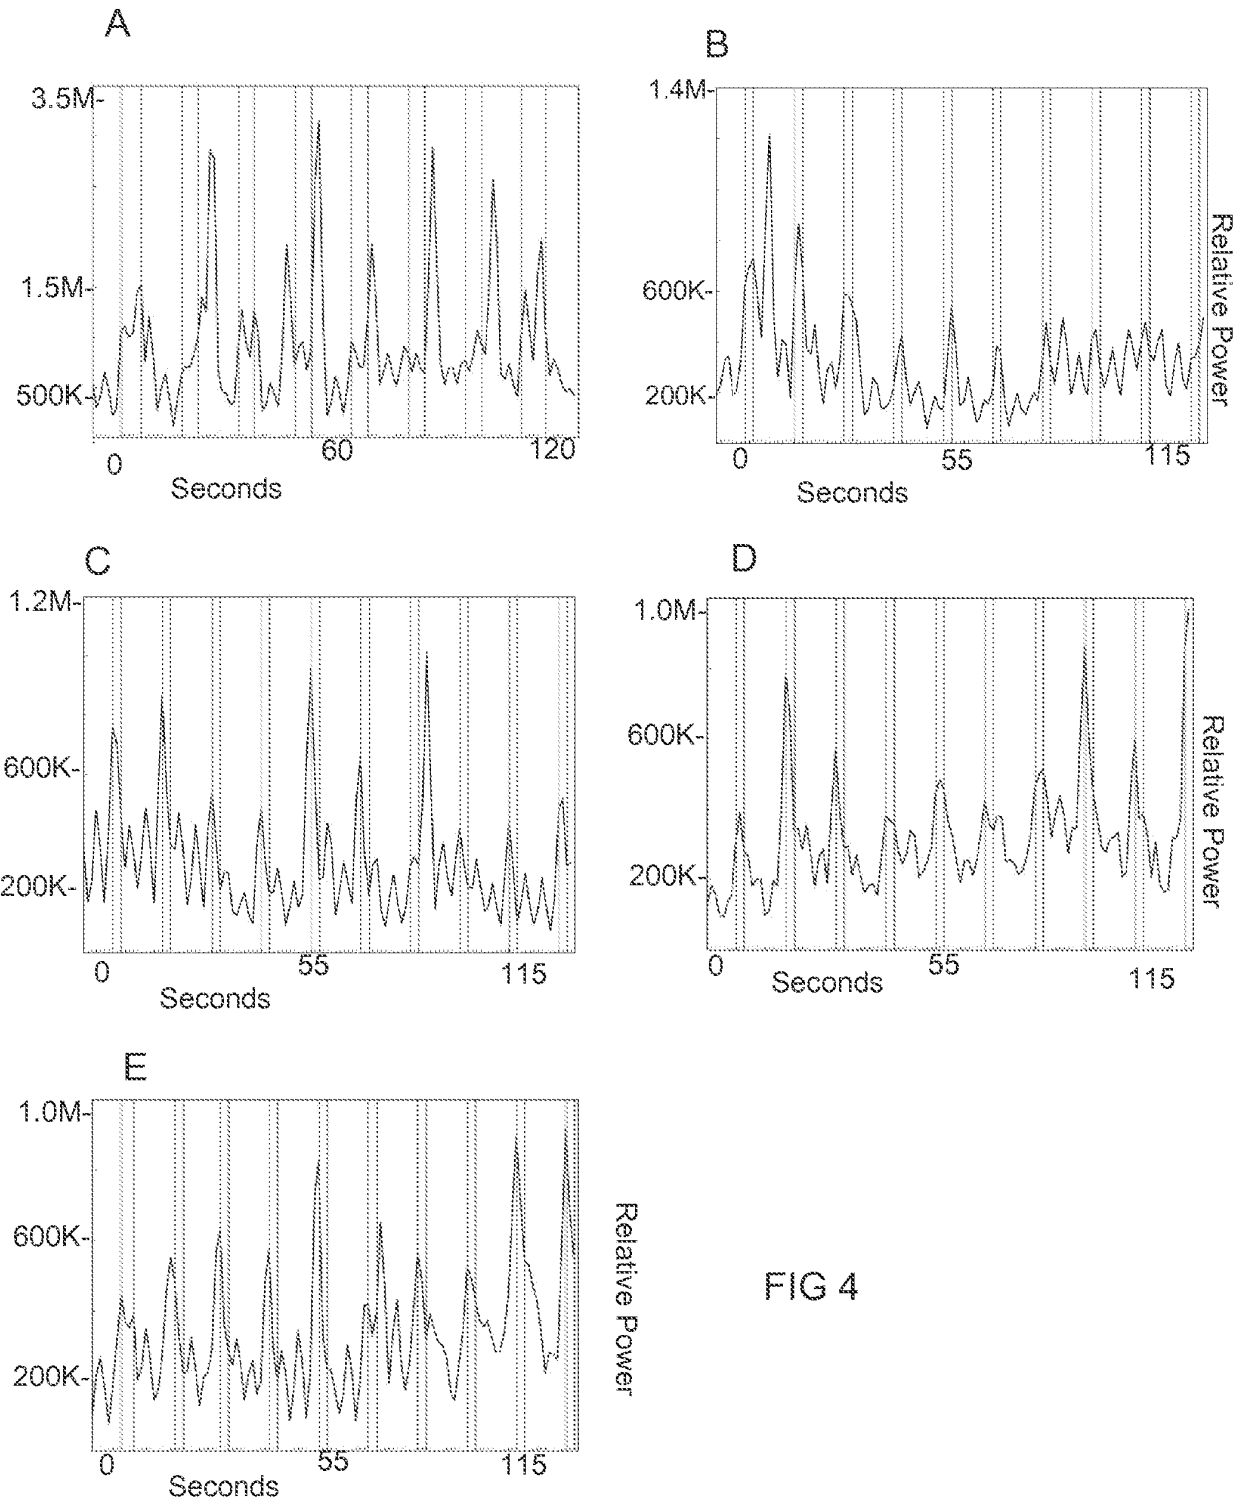 A
3.5M-
1.5M-
500K-
0
60
120
Seconds
B
1.4M-
600K-
200K-
0
55
115
Seconds
Relative Power
C
1.2M-
600K-
200K-
0
55
115
Seconds
D
1.0M-
600K-
200K-
0
55
115
Seconds
Relative Power
E
1.0M-
600K-
200K-
0
55
115
Seconds
Relative Power
FIG 4